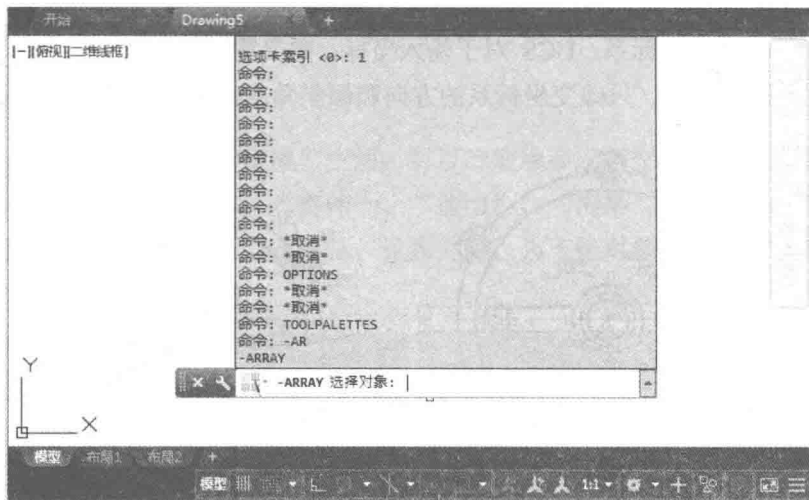 开始 Drawing5 +
[-][俯视][二维线框]
选项卡索引 <0>: 1
命令:
命令:
命令:
命令:
命令:
命令:
命令:
命令:
命令:
命令:
命令: *取消*
命令: *取消*
命令: OPTIONS
命令: *取消*
命令: *取消*
命令: TOOLPALETTES
命令: -AR
-ARRAY
-ARRAY 选择对象:
Y
X
模型 布局1 布局2 +
模型 1:1